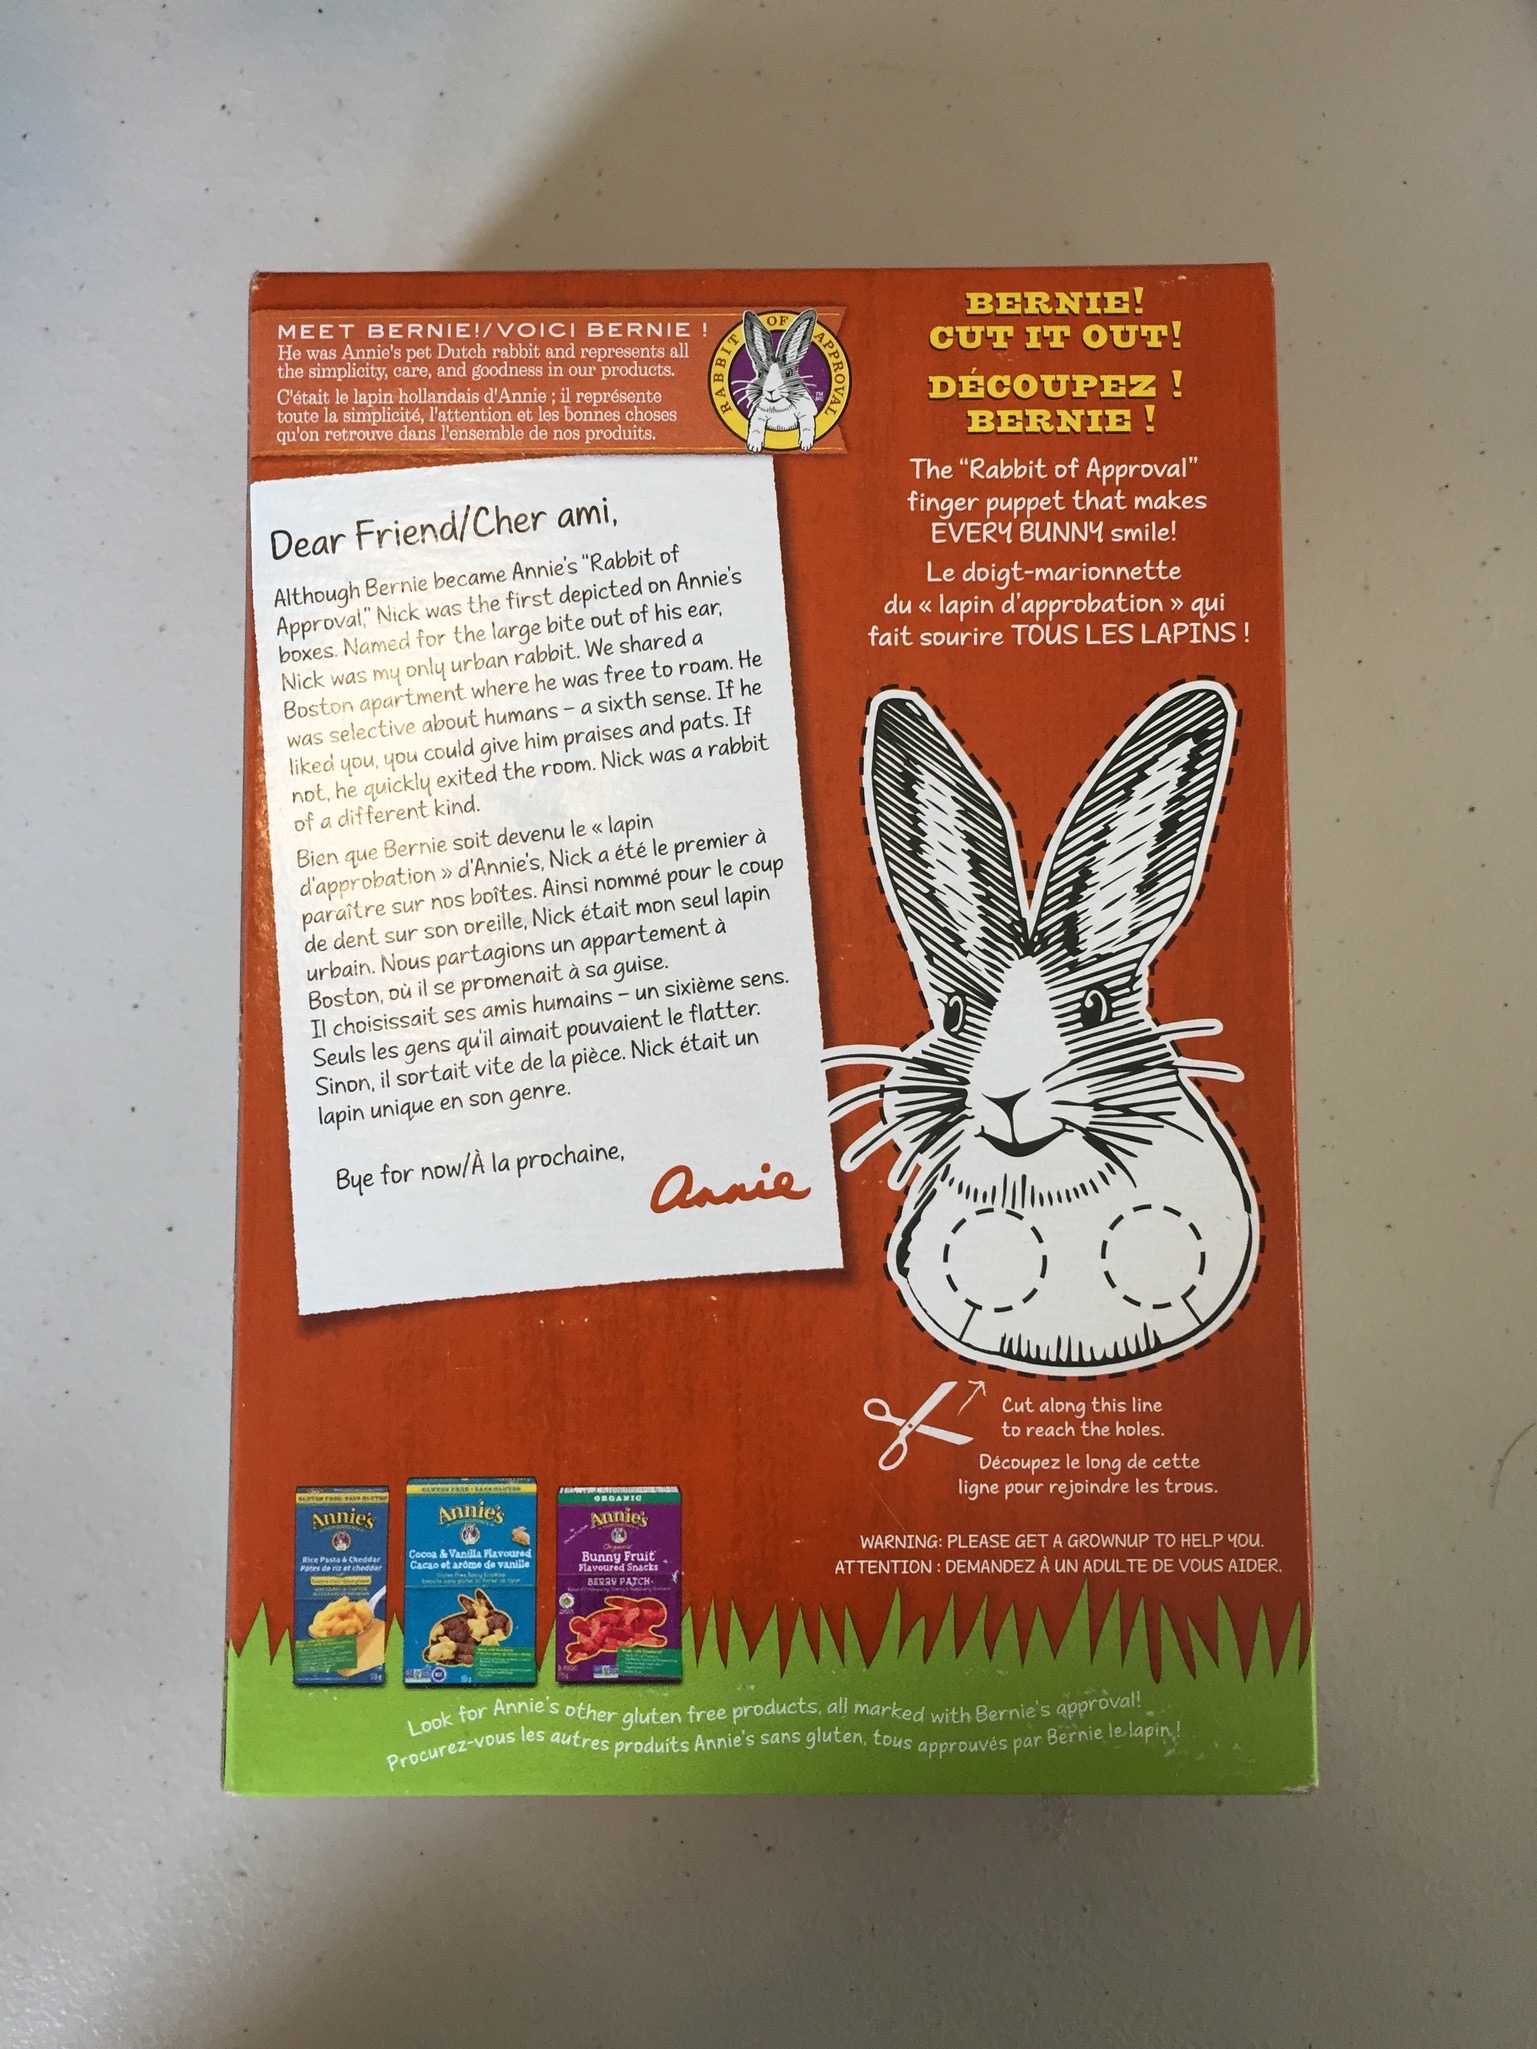 MEET BERNIE!/VOICI BERNIE !
He was Annie's pet Dutch rabbit and represents all
the simplicity, care, and goodness in our products.
C'était le lapin hollandais d'Annie ; il représente
toute la simplicité, l'attention et les bonnes choses
qu'on retrouve dans l'ensemble de nos produits.
RABBIT OF APPROVAL
Dear Friend/Cher ami,
Although Bernie became Annie's "Rabbit of
Approval," Nick was the first depicted on Annie's
boxes. Named for the large bite out of his ear,
Nick was my only urban rabbit. We shared a
Boston apartment where he was free to roam. He
was selective about humans – a sixth sense. If he
liked you, you could give him praises and pats. If
not, he quickly exited the room. Nick was a rabbit
of a different kind.
Bien que Bernie soit devenu le « lapin
d'approbation » d'Annie's, Nick a été le premier à
paraître sur nos boîtes. Ainsi nommé pour le coup
de dent sur son oreille, Nick était mon seul lapin
urbain. Nous partagions un appartement à
Boston, où il se promenait à sa guise.
Il choisissait ses amis humains – un sixième sens.
Seuls les gens qu'il aimait pouvaient le flatter.
Sinon, il sortait vite de la pièce. Nick était un
lapin unique en son genre.
Bye for now/À la prochaine,
Annie
BERNIE!
CUT IT OUT!
DÉCOUPEZ !
BERNIE !
The "Rabbit of Approval"
finger puppet that makes
EVERY BUNNY smile!
Le doigt-marionnette
du « lapin d'approbation » qui
fait sourire TOUS LES LAPINS !
Cut along this line
to reach the holes.
Découpez le long de cette
ligne pour rejoindre les trous.
WARNING: PLEASE GET A GROWNUP TO HELP YOU.
ATTENTION : DEMANDEZ À UN ADULTE DE VOUS AIDER.
GLUTEN FREE · SANS GLUTEN
Annie's
Rice Pasta & Cheddar
Pâtes de riz et cheddar
GLUTEN FREE · SANS GLUTEN
Annie's
Cocoa & Vanilla Flavoured
Cacao et arôme de vanille
ORGANIC
Annie's
Organic
Bunny Fruit
Flavoured Snacks
BERRY PATCH
Look for Annie's other gluten free products, all marked with Bernie's approval!
Procurez-vous les autres produits Annie's sans gluten, tous approuvés par Bernie le lapin !